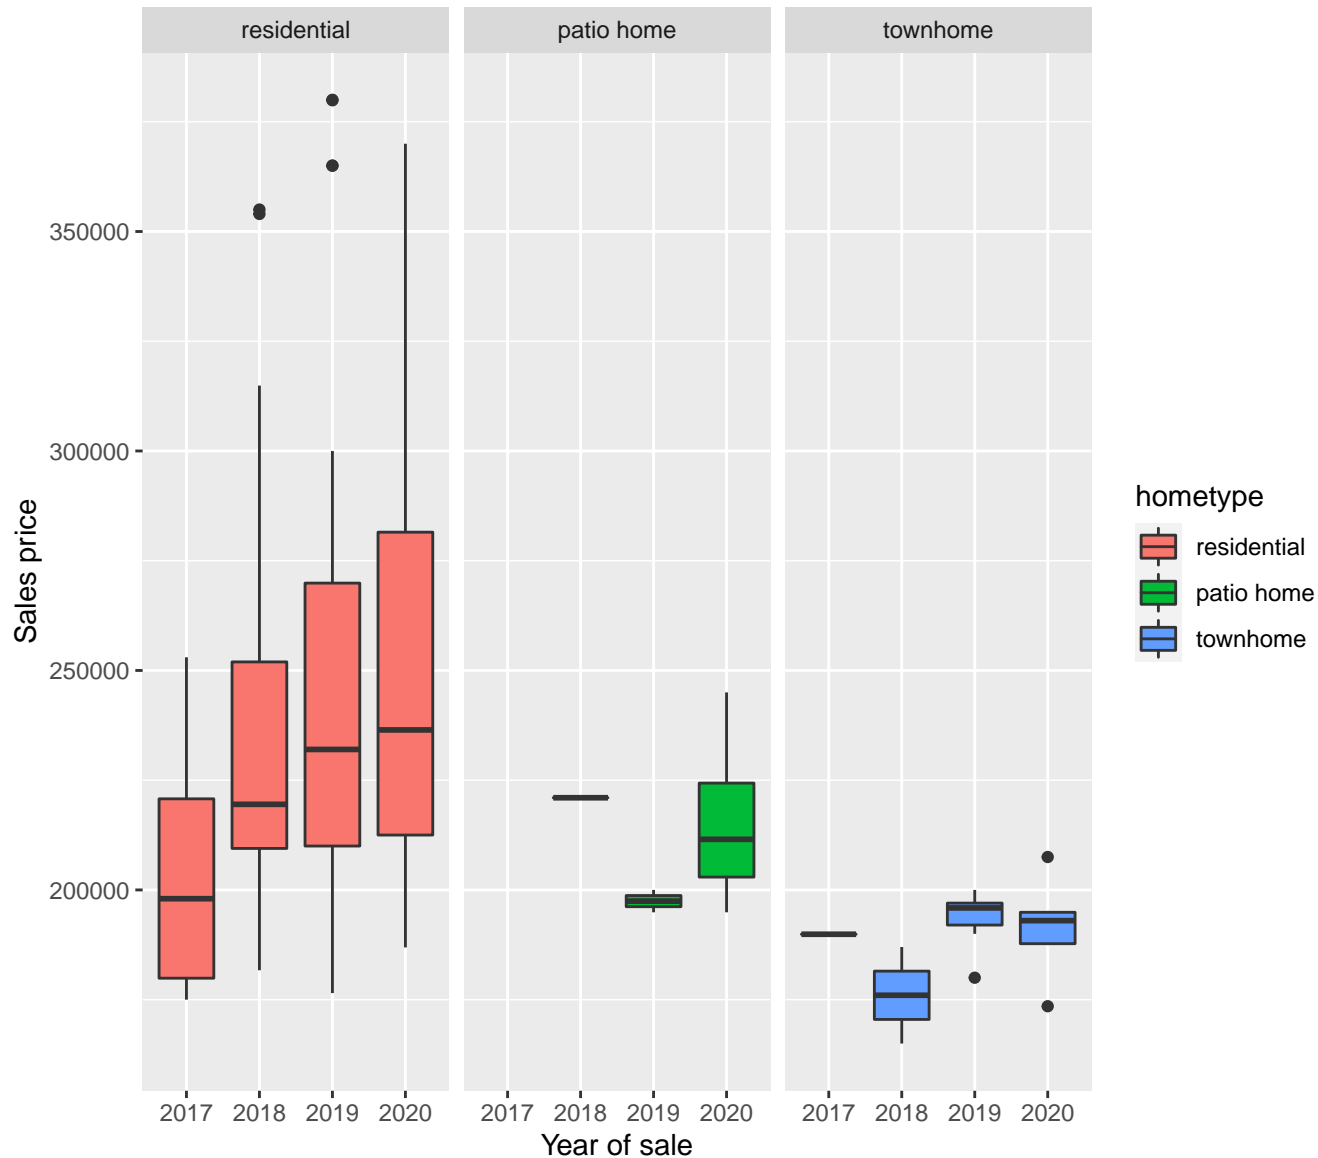 residential patio home townhome
Sales price
350000
300000
250000
200000
2017 2018 2019 2020 2017 2018 2019 2020 2017 2018 2019 2020
Year of sale
hometype
residential
patio home
townhome